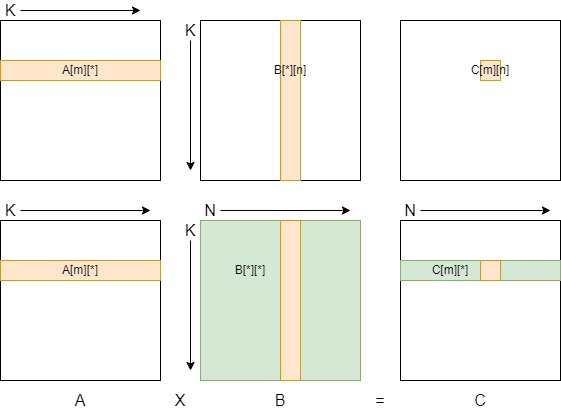 K
K
A[m][*]
B[*][n]
C[m][n]
K
N
N
K
A[m][*]
B[*][*]
C[m][*]
A X B = C